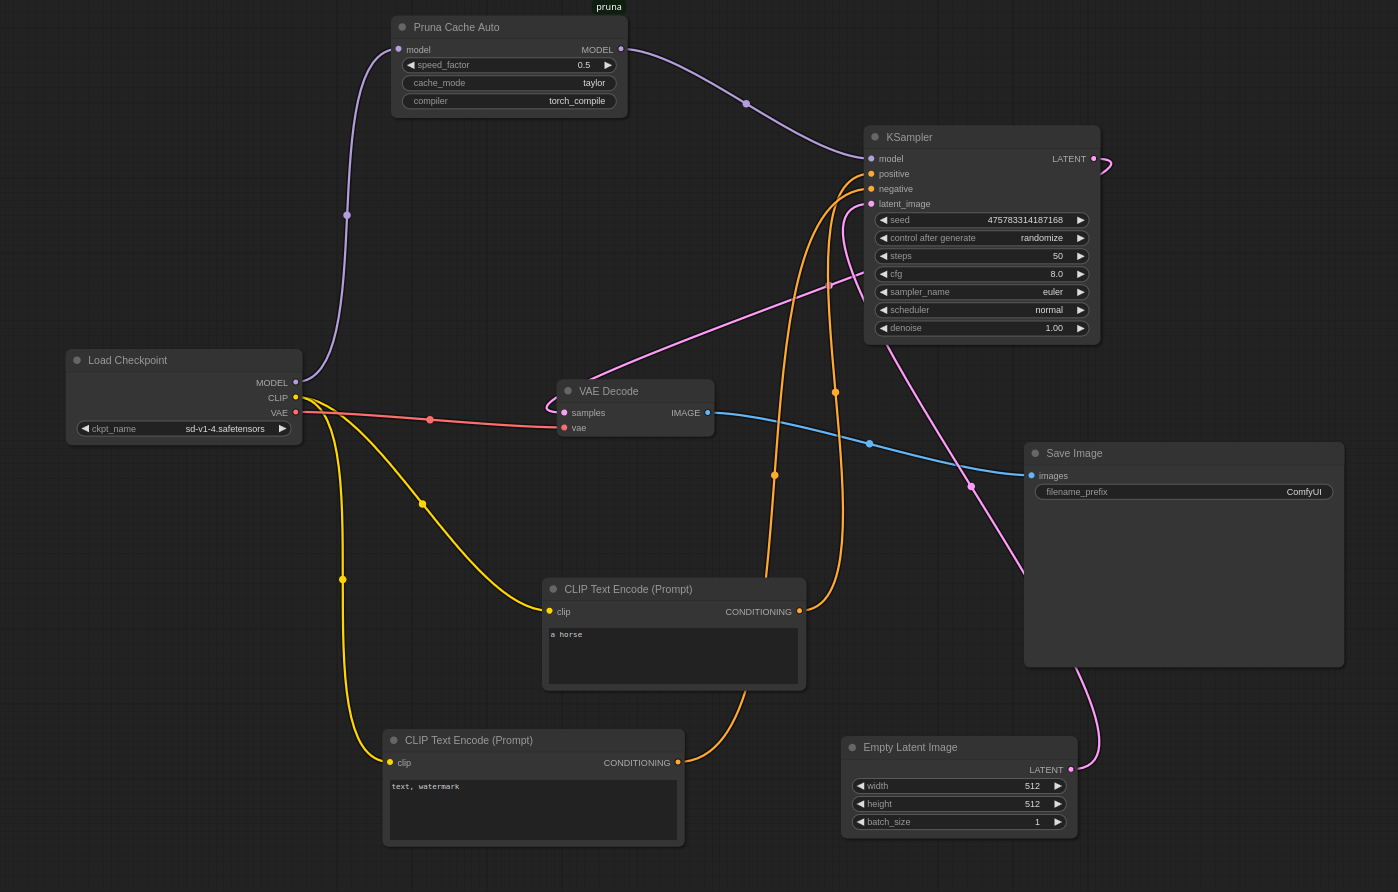 pruna
Pruna Cache Auto
model MODEL
speed_factor 0.5
cache_mode taylor
compiler torch_compile
KSampler
model LATENT
positive
negative
latent_image
seed 475783314187168
control after generate randomize
steps 50
cfg 8.0
sampler_name euler
scheduler normal
denoise 1.00
Load Checkpoint
MODEL
CLIP
VAE
ckpt_name sd-v1-4.safetensors
VAE Decode
samples IMAGE
vae
Save Image
images
filename_prefix ComfyUI
CLIP Text Encode (Prompt)
clip CONDITIONING
a horse
CLIP Text Encode (Prompt)
clip CONDITIONING
text, watermark
Empty Latent Image
LATENT
width 512
height 512
batch_size 1